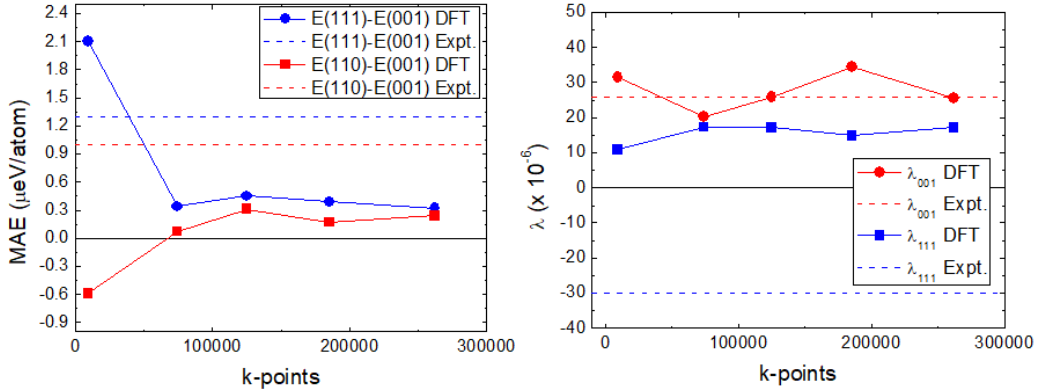 2.4
2.1
1.8
1.5
1.2
0.9
0.6
0.3
0.0
-0.3
-0.6
-0.9
MAE (μeV/atom)
E(111)-E(001) DFT
E(111)-E(001) Expt.
E(110)-E(001) DFT
E(110)-E(001) Expt.
0
100000
200000
300000
k-points
50
40
30
20
10
0
-10
-20
-30
-40
λ (x 10⁻⁶)
λ₀₀₁ DFT
λ₀₀₁ Expt.
λ₁₁₁ DFT
λ₁₁₁ Expt.
0
100000
200000
300000
k-points